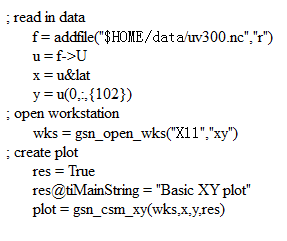 ; read in data
f = addfile("$HOME/data/uv300.nc","r")
u = f->U
x = u&lat
y = u(0,:,{102})
; open workstation
wks = gsn_open_wks("X11","xy")
; create plot
res = True
res@tiMainString = "Basic XY plot"
plot = gsn_csm_xy(wks,x,y,res)